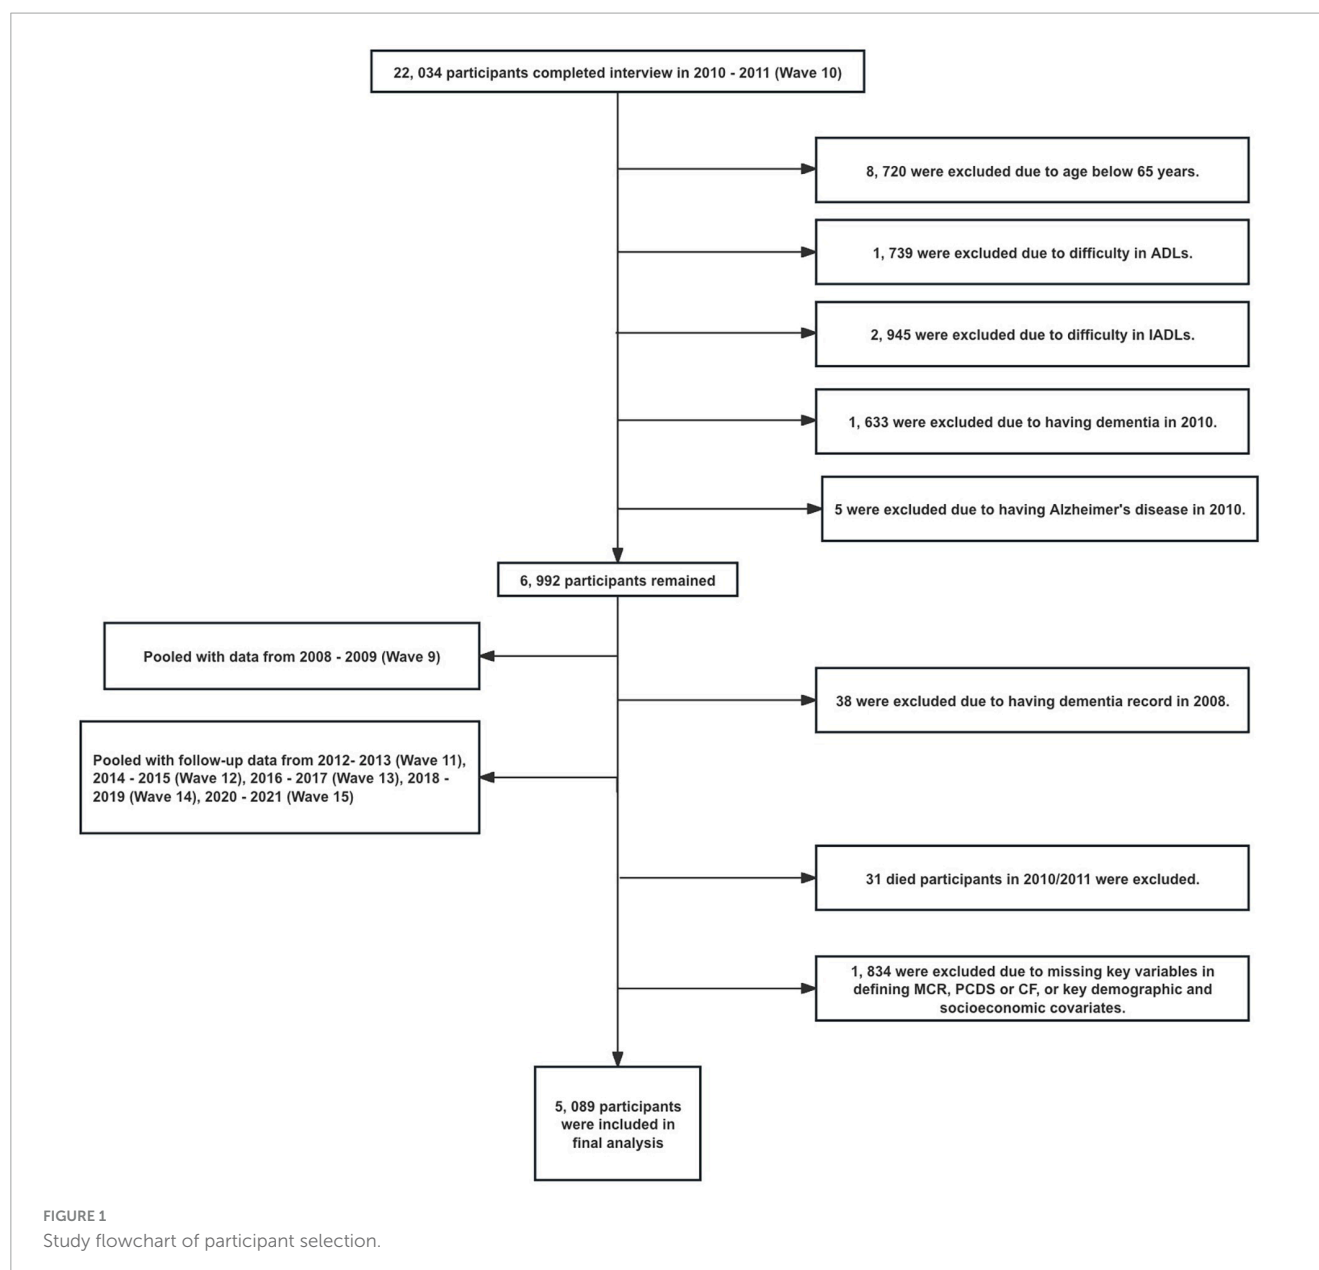 22, 034 participants completed interview in 2010 - 2011 (Wave 10)
8, 720 were excluded due to age below 65 years.
1, 739 were excluded due to difficulty in ADLs.
2, 945 were excluded due to difficulty in IADLs.
1, 633 were excluded due to having dementia in 2010.
5 were excluded due to having Alzheimer's disease in 2010.
6, 992 participants remained
Pooled with data from 2008 - 2009 (Wave 9)
38 were excluded due to having dementia record in 2008.
Pooled with follow-up data from 2012- 2013 (Wave 11),
2014 - 2015 (Wave 12), 2016 - 2017 (Wave 13), 2018 -
2019 (Wave 14), 2020 - 2021 (Wave 15)
31 died participants in 2010/2011 were excluded.
1, 834 were excluded due to missing key variables in
defining MCR, PCDS or CF, or key demographic and
socioeconomic covariates.
5, 089 participants
were included in
final analysis
FIGURE 1
Study flowchart of participant selection.